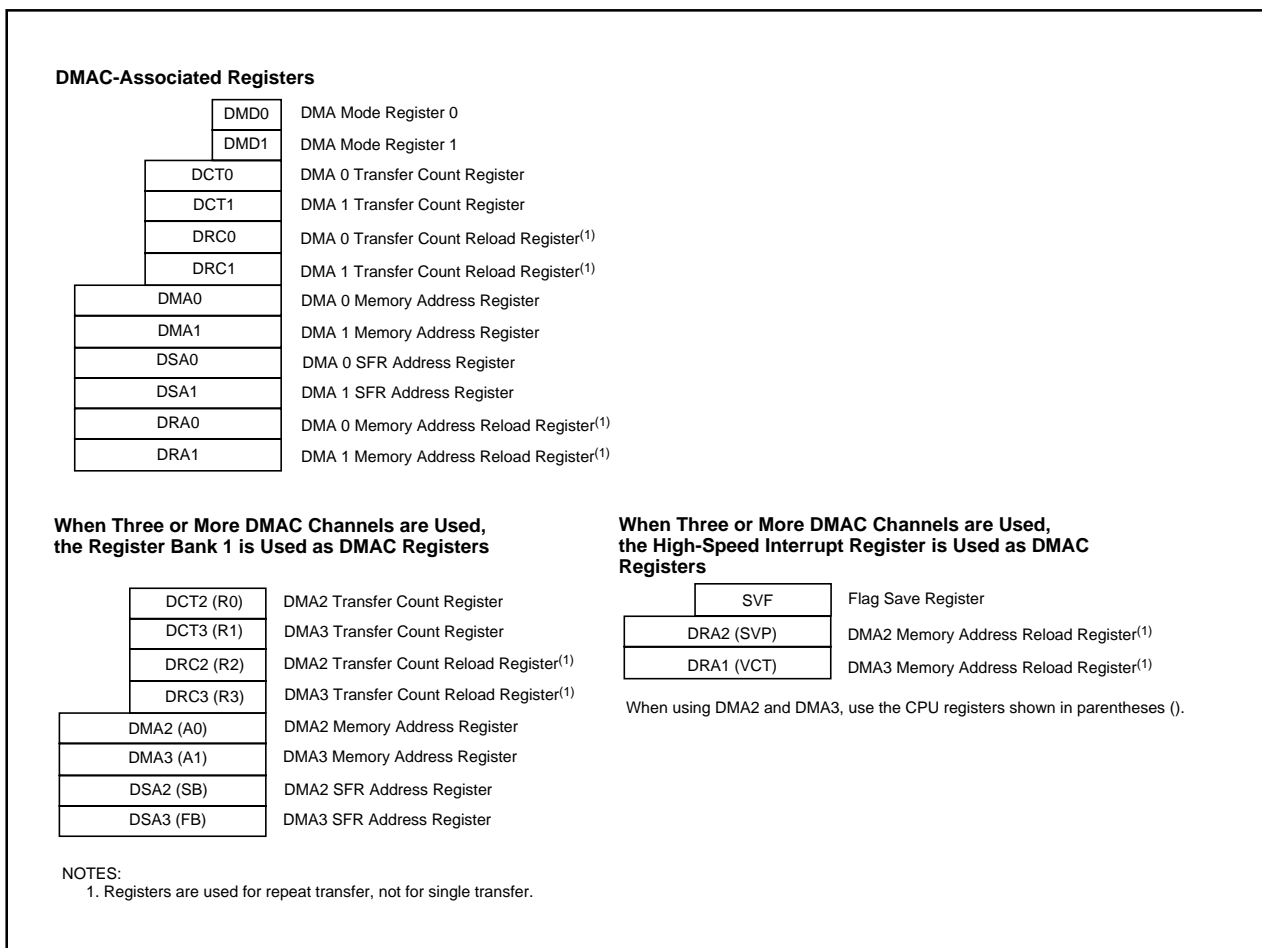 DMAC-Associated Registers
DMD0 DMA Mode Register 0
DMD1 DMA Mode Register 1
DCT0 DMA 0 Transfer Count Register
DCT1 DMA 1 Transfer Count Register
DRC0 DMA 0 Transfer Count Reload Register(1)
DRC1 DMA 1 Transfer Count Reload Register(1)
DMA0 DMA 0 Memory Address Register
DMA1 DMA 1 Memory Address Register
DSA0 DMA 0 SFR Address Register
DSA1 DMA 1 SFR Address Register
DRA0 DMA 0 Memory Address Reload Register(1)
DRA1 DMA 1 Memory Address Reload Register(1)
When Three or More DMAC Channels are Used,
the Register Bank 1 is Used as DMAC Registers
DCT2 (R0) DMA2 Transfer Count Register
DCT3 (R1) DMA3 Transfer Count Register
DRC2 (R2) DMA2 Transfer Count Reload Register(1)
DRC3 (R3) DMA3 Transfer Count Reload Register(1)
DMA2 (A0) DMA2 Memory Address Register
DMA3 (A1) DMA3 Memory Address Register
DSA2 (SB) DMA2 SFR Address Register
DSA3 (FB) DMA3 SFR Address Register
When Three or More DMAC Channels are Used,
the High-Speed Interrupt Register is Used as DMAC
Registers
SVF Flag Save Register
DRA2 (SVP) DMA2 Memory Address Reload Register(1)
DRA1 (VCT) DMA3 Memory Address Reload Register(1)
When using DMA2 and DMA3, use the CPU registers shown in parentheses ().
NOTES:
1. Registers are used for repeat transfer, not for single transfer.